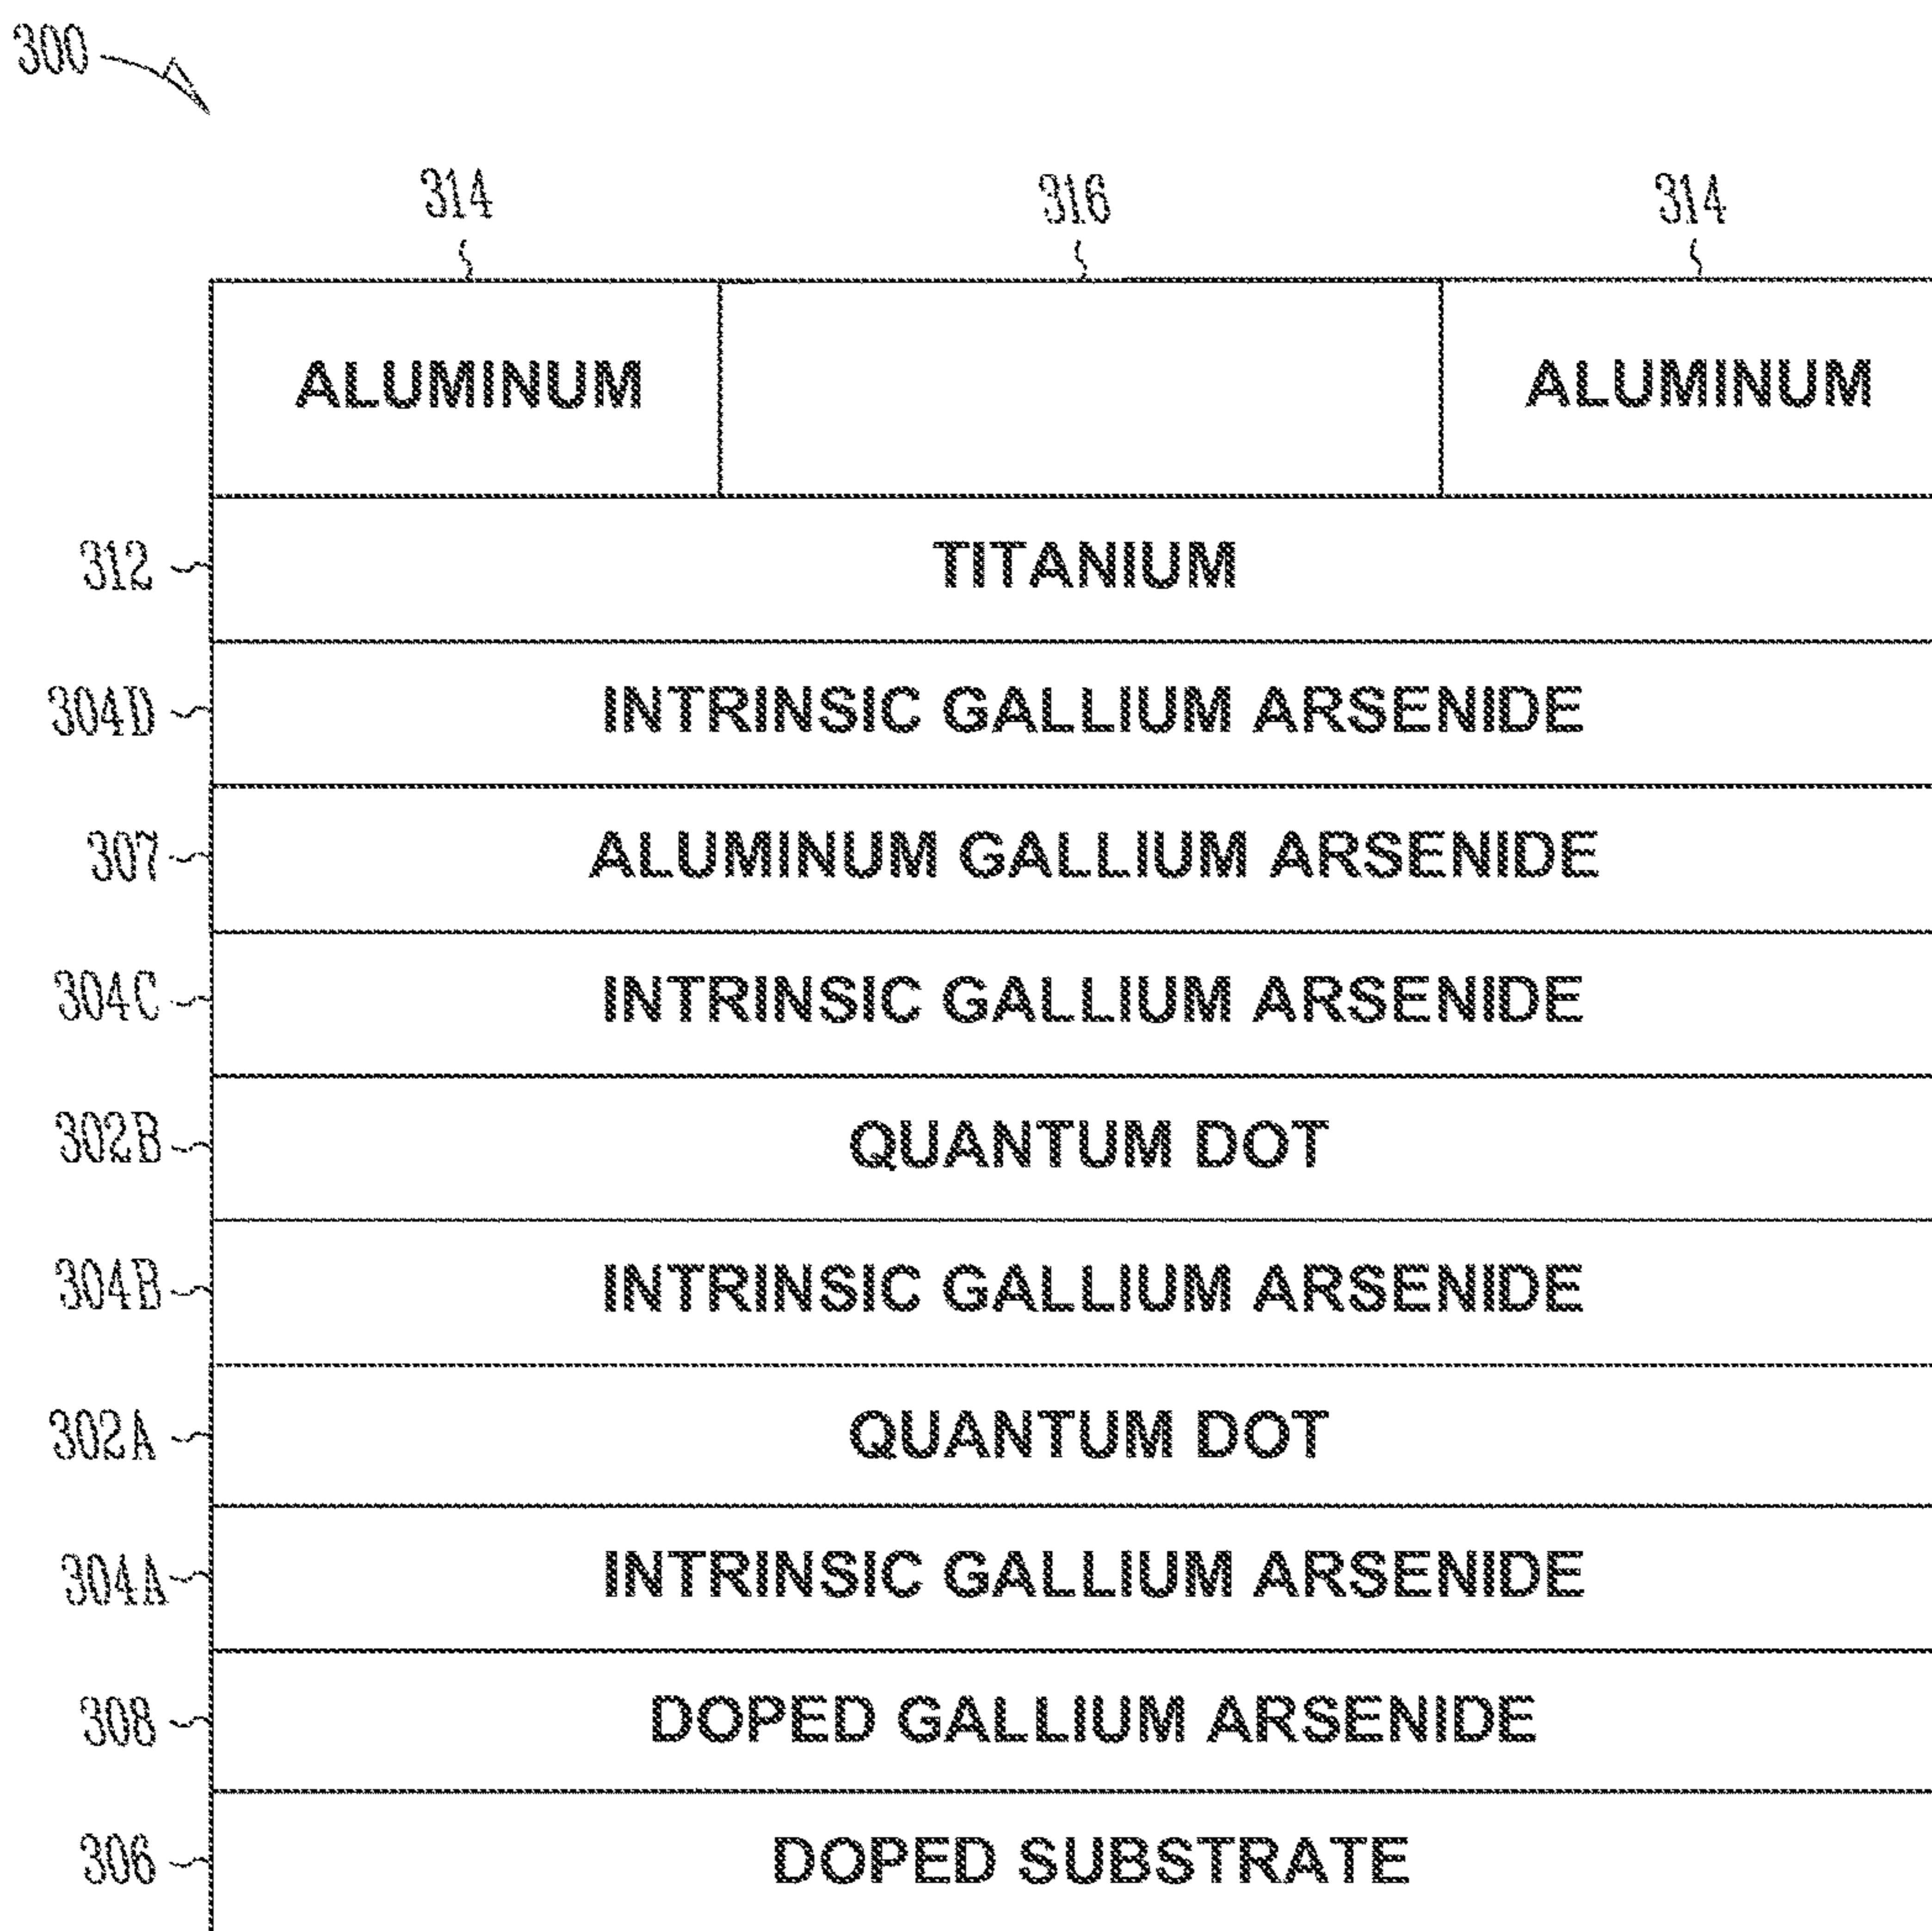 300
314 316 314
ALUMINUM ALUMINUM
312 TITANIUM
304D INTRINSIC GALLIUM ARSENIDE
307 ALUMINUM GALLIUM ARSENIDE
304C INTRINSIC GALLIUM ARSENIDE
302B QUANTUM DOT
304B INTRINSIC GALLIUM ARSENIDE
302A QUANTUM DOT
304A INTRINSIC GALLIUM ARSENIDE
308 DOPED GALLIUM ARSENIDE
306 DOPED SUBSTRATE